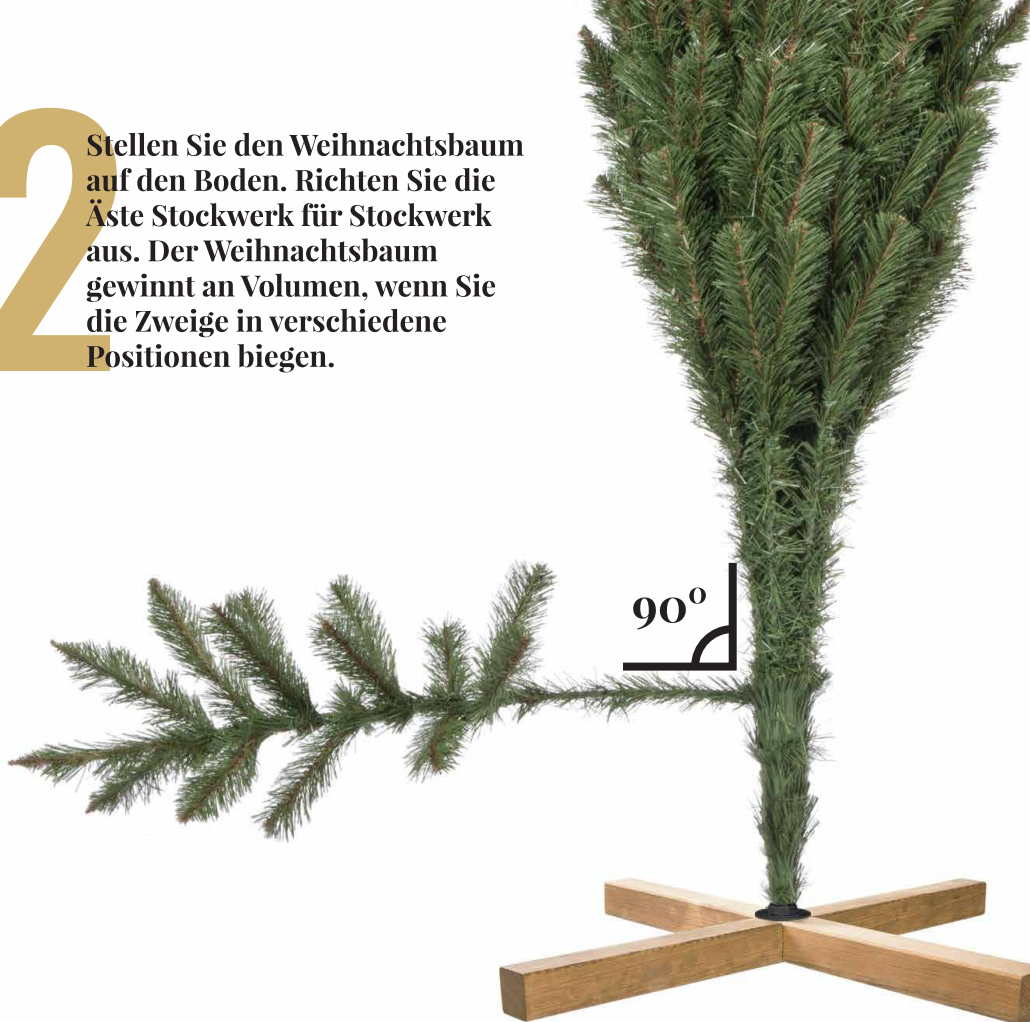 2
Stellen Sie den Weihnachtsbaum
auf den Boden. Richten Sie die
Äste Stockwerk für Stockwerk
aus. Der Weihnachtsbaum
gewinnt an Volumen, wenn Sie
die Zweige in verschiedene
Positionen biegen.
90°